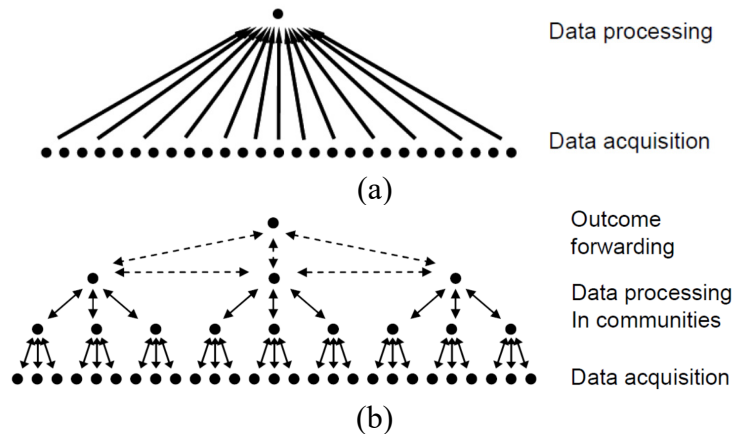 Data processing
Data acquisition
(a)
Outcome
forwarding
Data processing
In communities
Data acquisition
(b)